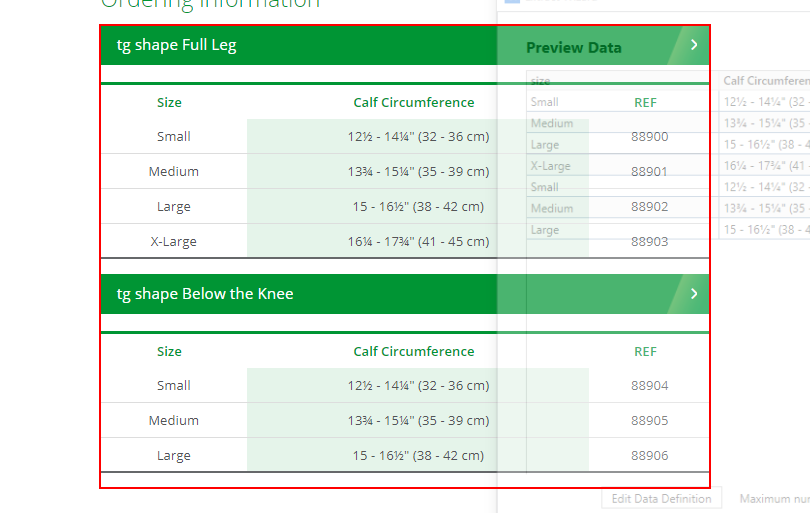 Ordering Information
tg shape Full Leg
Size Calf Circumference REF
Small 12½ - 14¼" (32 - 36 cm) 88900
Medium 13¾ - 15¼" (35 - 39 cm) 88901
Large 15 - 16½" (38 - 42 cm) 88902
X-Large 16¼ - 17¾" (41 - 45 cm) 88903
tg shape Below the Knee
Size Calf Circumference REF
Small 12½ - 14¼" (32 - 36 cm) 88904
Medium 13¾ - 15¼" (35 - 39 cm) 88905
Large 15 - 16½" (38 - 42 cm) 88906
Preview Data
size Calf Circumferen
Small 12½ - 14¼" (32 -
Medium 13¾ - 15¼" (35 -
Large 15 - 16½" (38 - 4
X-Large 16¼ - 17¾" (41 -
Small 12½ - 14¼" (32 -
Medium 13¾ - 15¼" (35 -
Large 15 - 16½" (38 - 4
Edit Data Definition Maximum nu